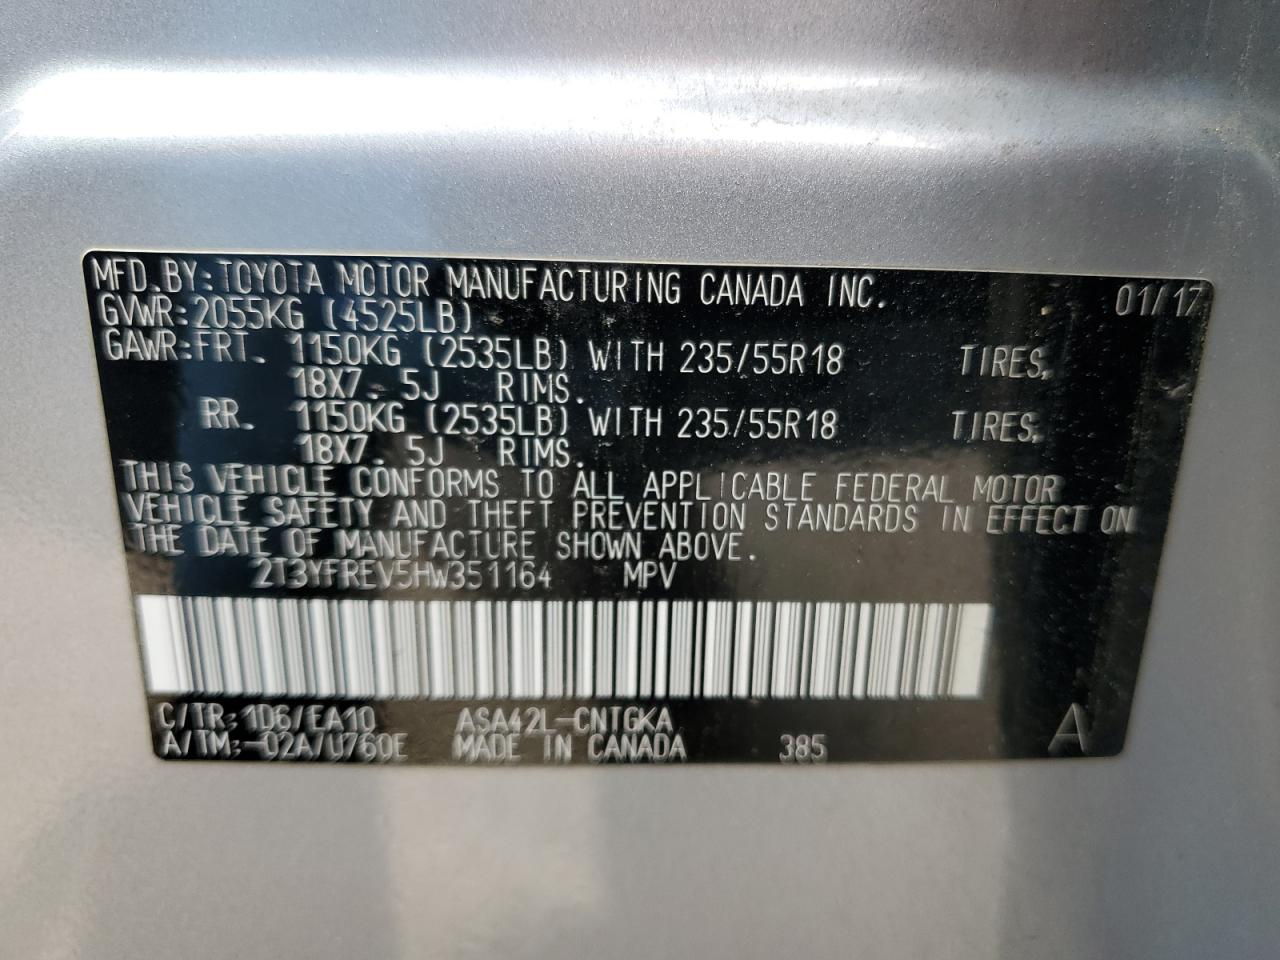 MFD.BY:TOYOTA MOTOR MANUFACTURING CANADA INC. 01/17
GVWR:2055KG (4525LB)
GAWR:FRT. 1150KG (2535LB) WITH 235/55R18 TIRES,
18X7.5J RIMS.
RR. 1150KG (2535LB) WITH 235/55R18 TIRES,
18X7.5J RIMS.
THIS VEHICLE CONFORMS TO ALL APPLICABLE FEDERAL MOTOR
VEHICLE SAFETY AND THEFT PREVENTION STANDARDS IN EFFECT ON
THE DATE OF MANUFACTURE SHOWN ABOVE.
2T3YFREV5HW351164 MPV
C/TR:1D6/EA10 ASA42L-CNTGKA A
A/TM:-02A/U760E MADE IN CANADA 385